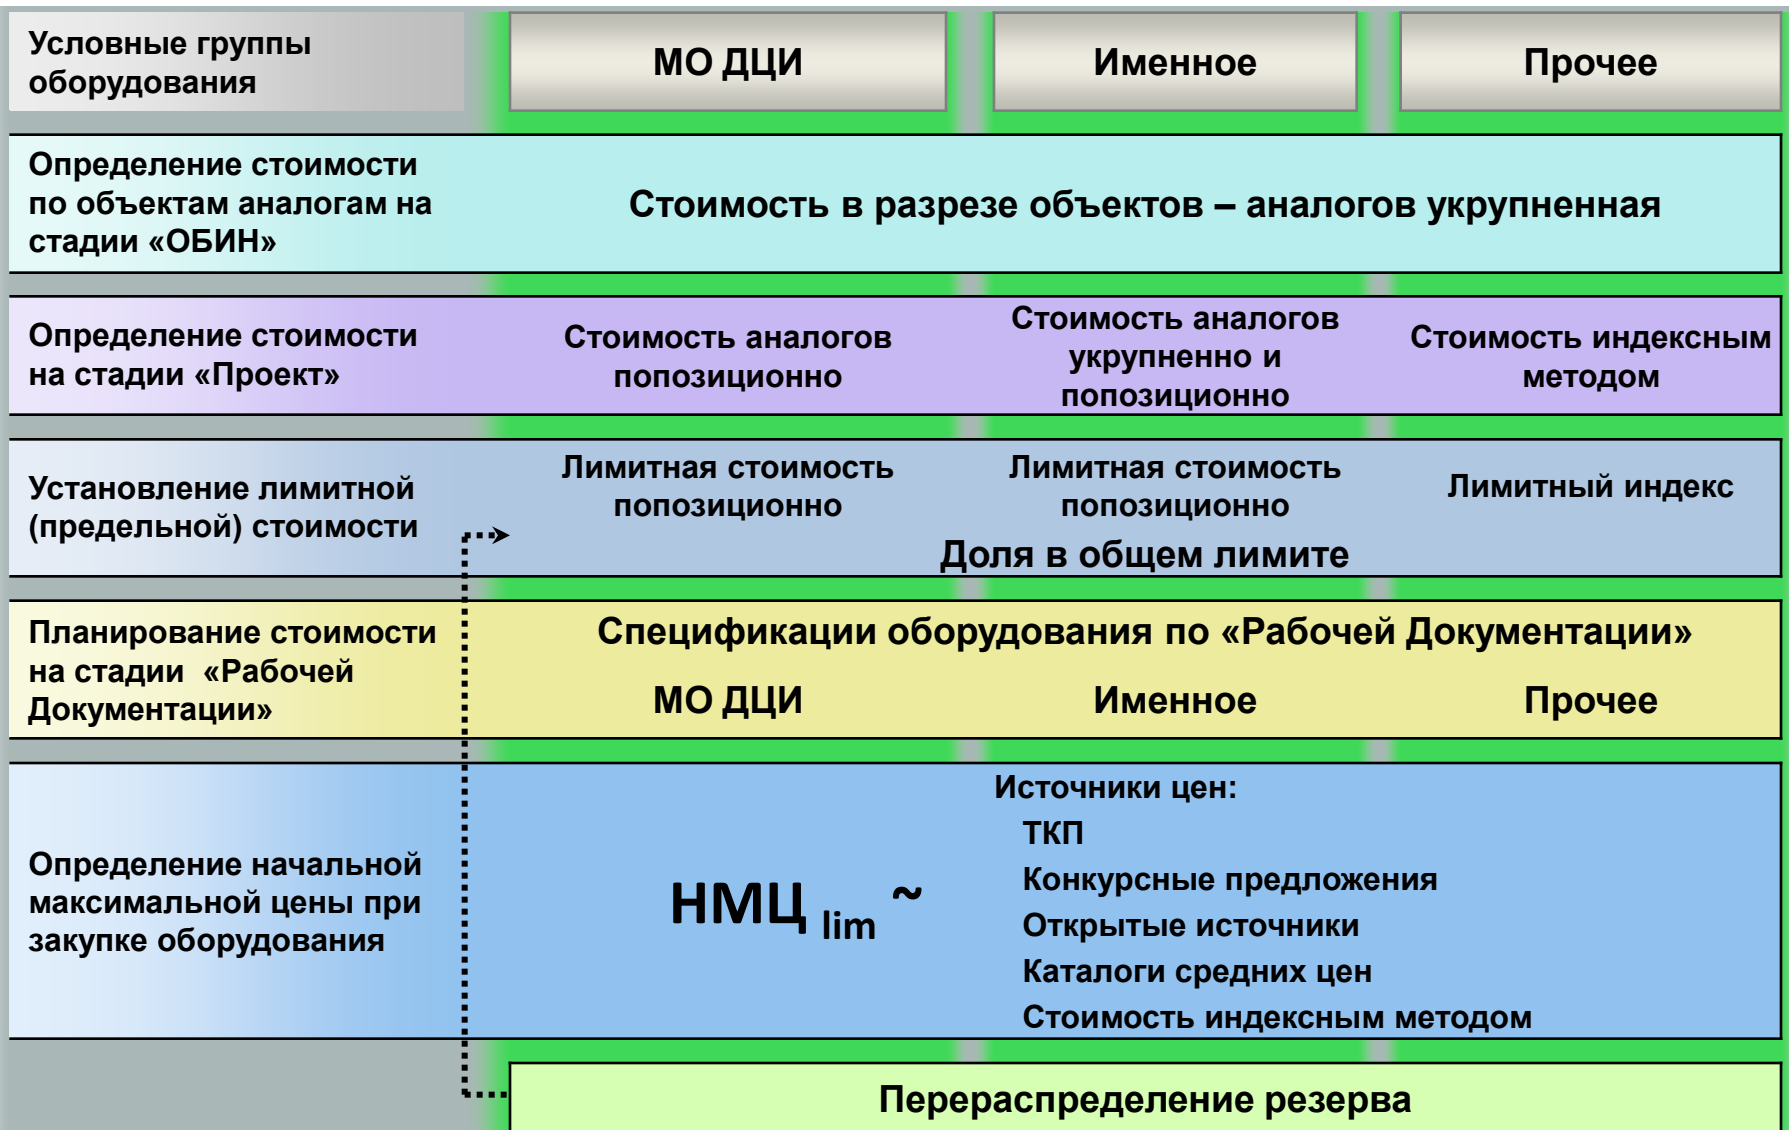 Условные группы
оборудования
МО ДЦИ
Именное
Прочее
Определение стоимости
по объектам аналогам на
стадии «ОБИН»
Стоимость в разрезе объектов – аналогов укрупненная
Определение стоимости
на стадии «Проект»
Стоимость аналогов
попозиционно
Стоимость аналогов
укрупненно и
попозиционно
Стоимость индексным
методом
Установление лимитной
(предельной) стоимости
Лимитная стоимость
попозиционно
Лимитная стоимость
попозиционно
Лимитный индекс
Доля в общем лимите
Планирование стоимости
на стадии «Рабочей
Документации»
Спецификации оборудования по «Рабочей Документации»
МО ДЦИ
Именное
Прочее
Определение начальной
максимальной цены при
закупке оборудования
НМЦ lim ~
Источники цен:
ТКП
Конкурсные предложения
Открытые источники
Каталоги средних цен
Стоимость индексным методом
Перераспределение резерва